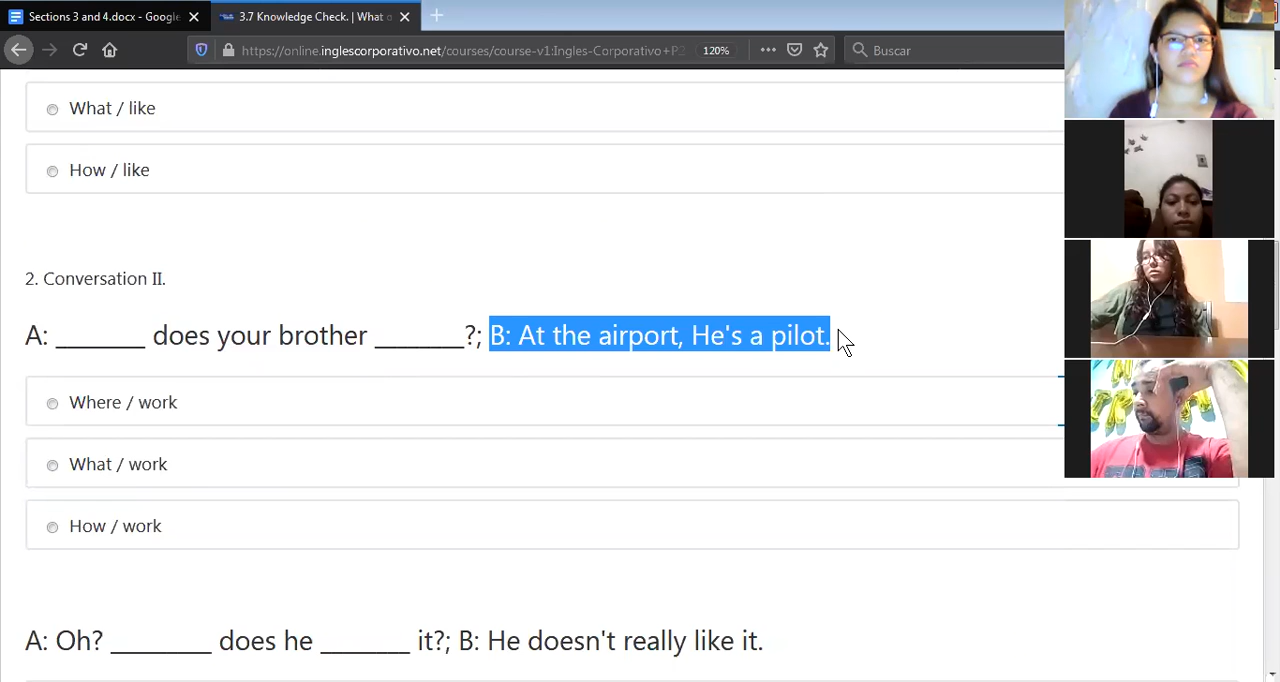 Sections 3 and 4.docx - Google
3.7 Knowledge Check. | What a
https://online.inglescorporativo.net/courses/course-v1:Ingles-Corporativo+P
120%
Buscar
What / like
How / like
2. Conversation II.
A: ________ does your brother ________?; B: At the airport, He's a pilot.
Where / work
What / work
How / work
A: Oh? _________ does he ________ it?; B: He doesn't really like it.